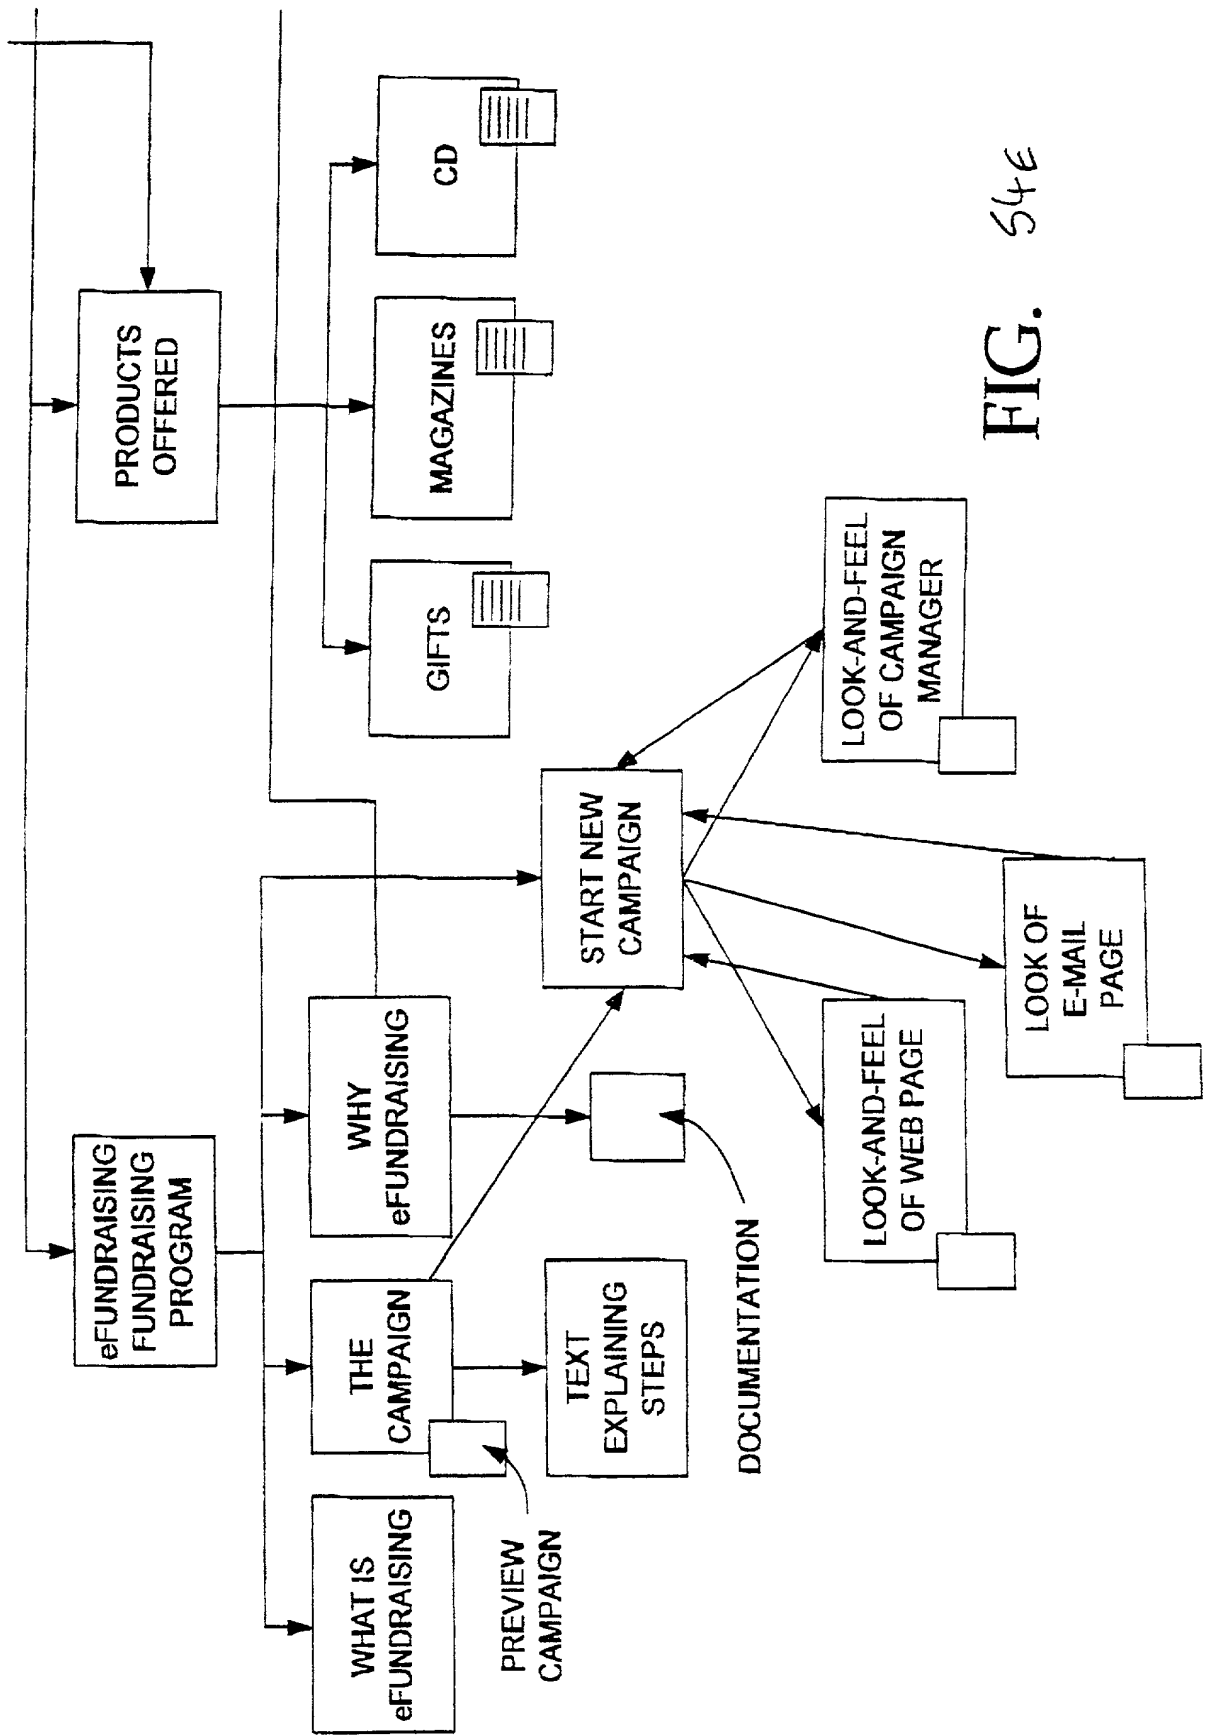 eFUNDRAISING
FUNDRAISING
PROGRAM
PRODUCTS
OFFERED
WHAT IS
eFUNDRAISING
THE
CAMPAIGN
WHY
eFUNDRAISING
GIFTS
MAGAZINES
CD
PREVIEW
CAMPAIGN
TEXT
EXPLAINING
STEPS
START NEW
CAMPAIGN
DOCUMENTATION
LOOK-AND-FEEL
OF WEB PAGE
LOOK OF
E-MAIL
PAGE
LOOK-AND-FEEL
OF CAMPAIGN
MANAGER
FIG. 54E